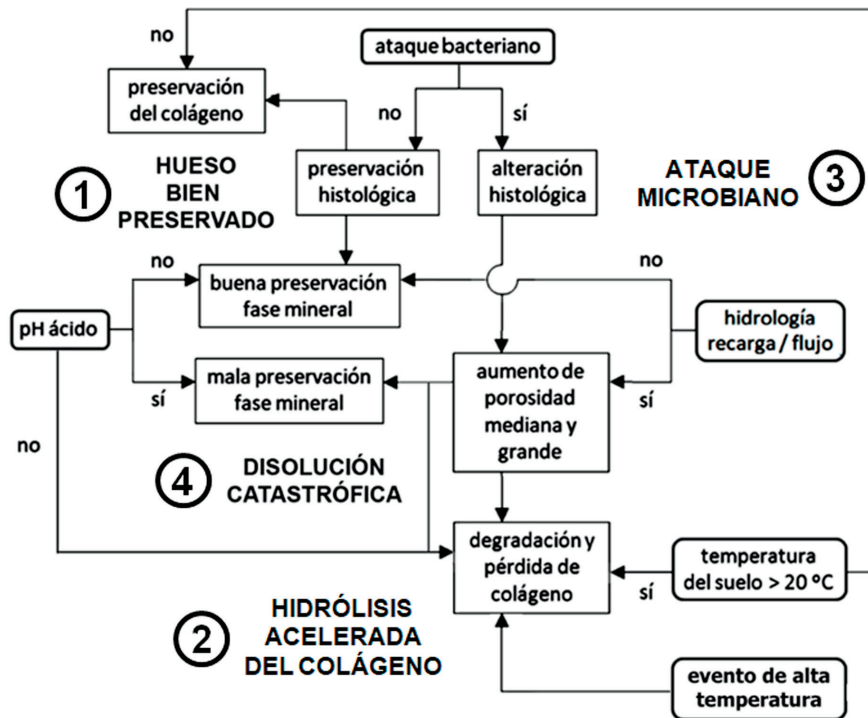 no
ataque bacteriano
preservación
del colágeno
no
sí
1
HUESO
BIEN
PRESERVADO
preservación
histológica
alteración
histológica
ATAQUE
MICROBIANO
3
no
buena preservación
fase mineral
no
pH ácido
hidrología
recarga / flujo
sí
mala preservación
fase mineral
aumento de
porosidad
mediana y
grande
sí
no
4
DISOLUCIÓN
CATASTRÓFICA
degradación y
pérdida de
colágeno
temperatura
del suelo > 20 ºC
sí
2
HIDRÓLISIS
ACELERADA
DEL COLÁGENO
evento de alta
temperatura